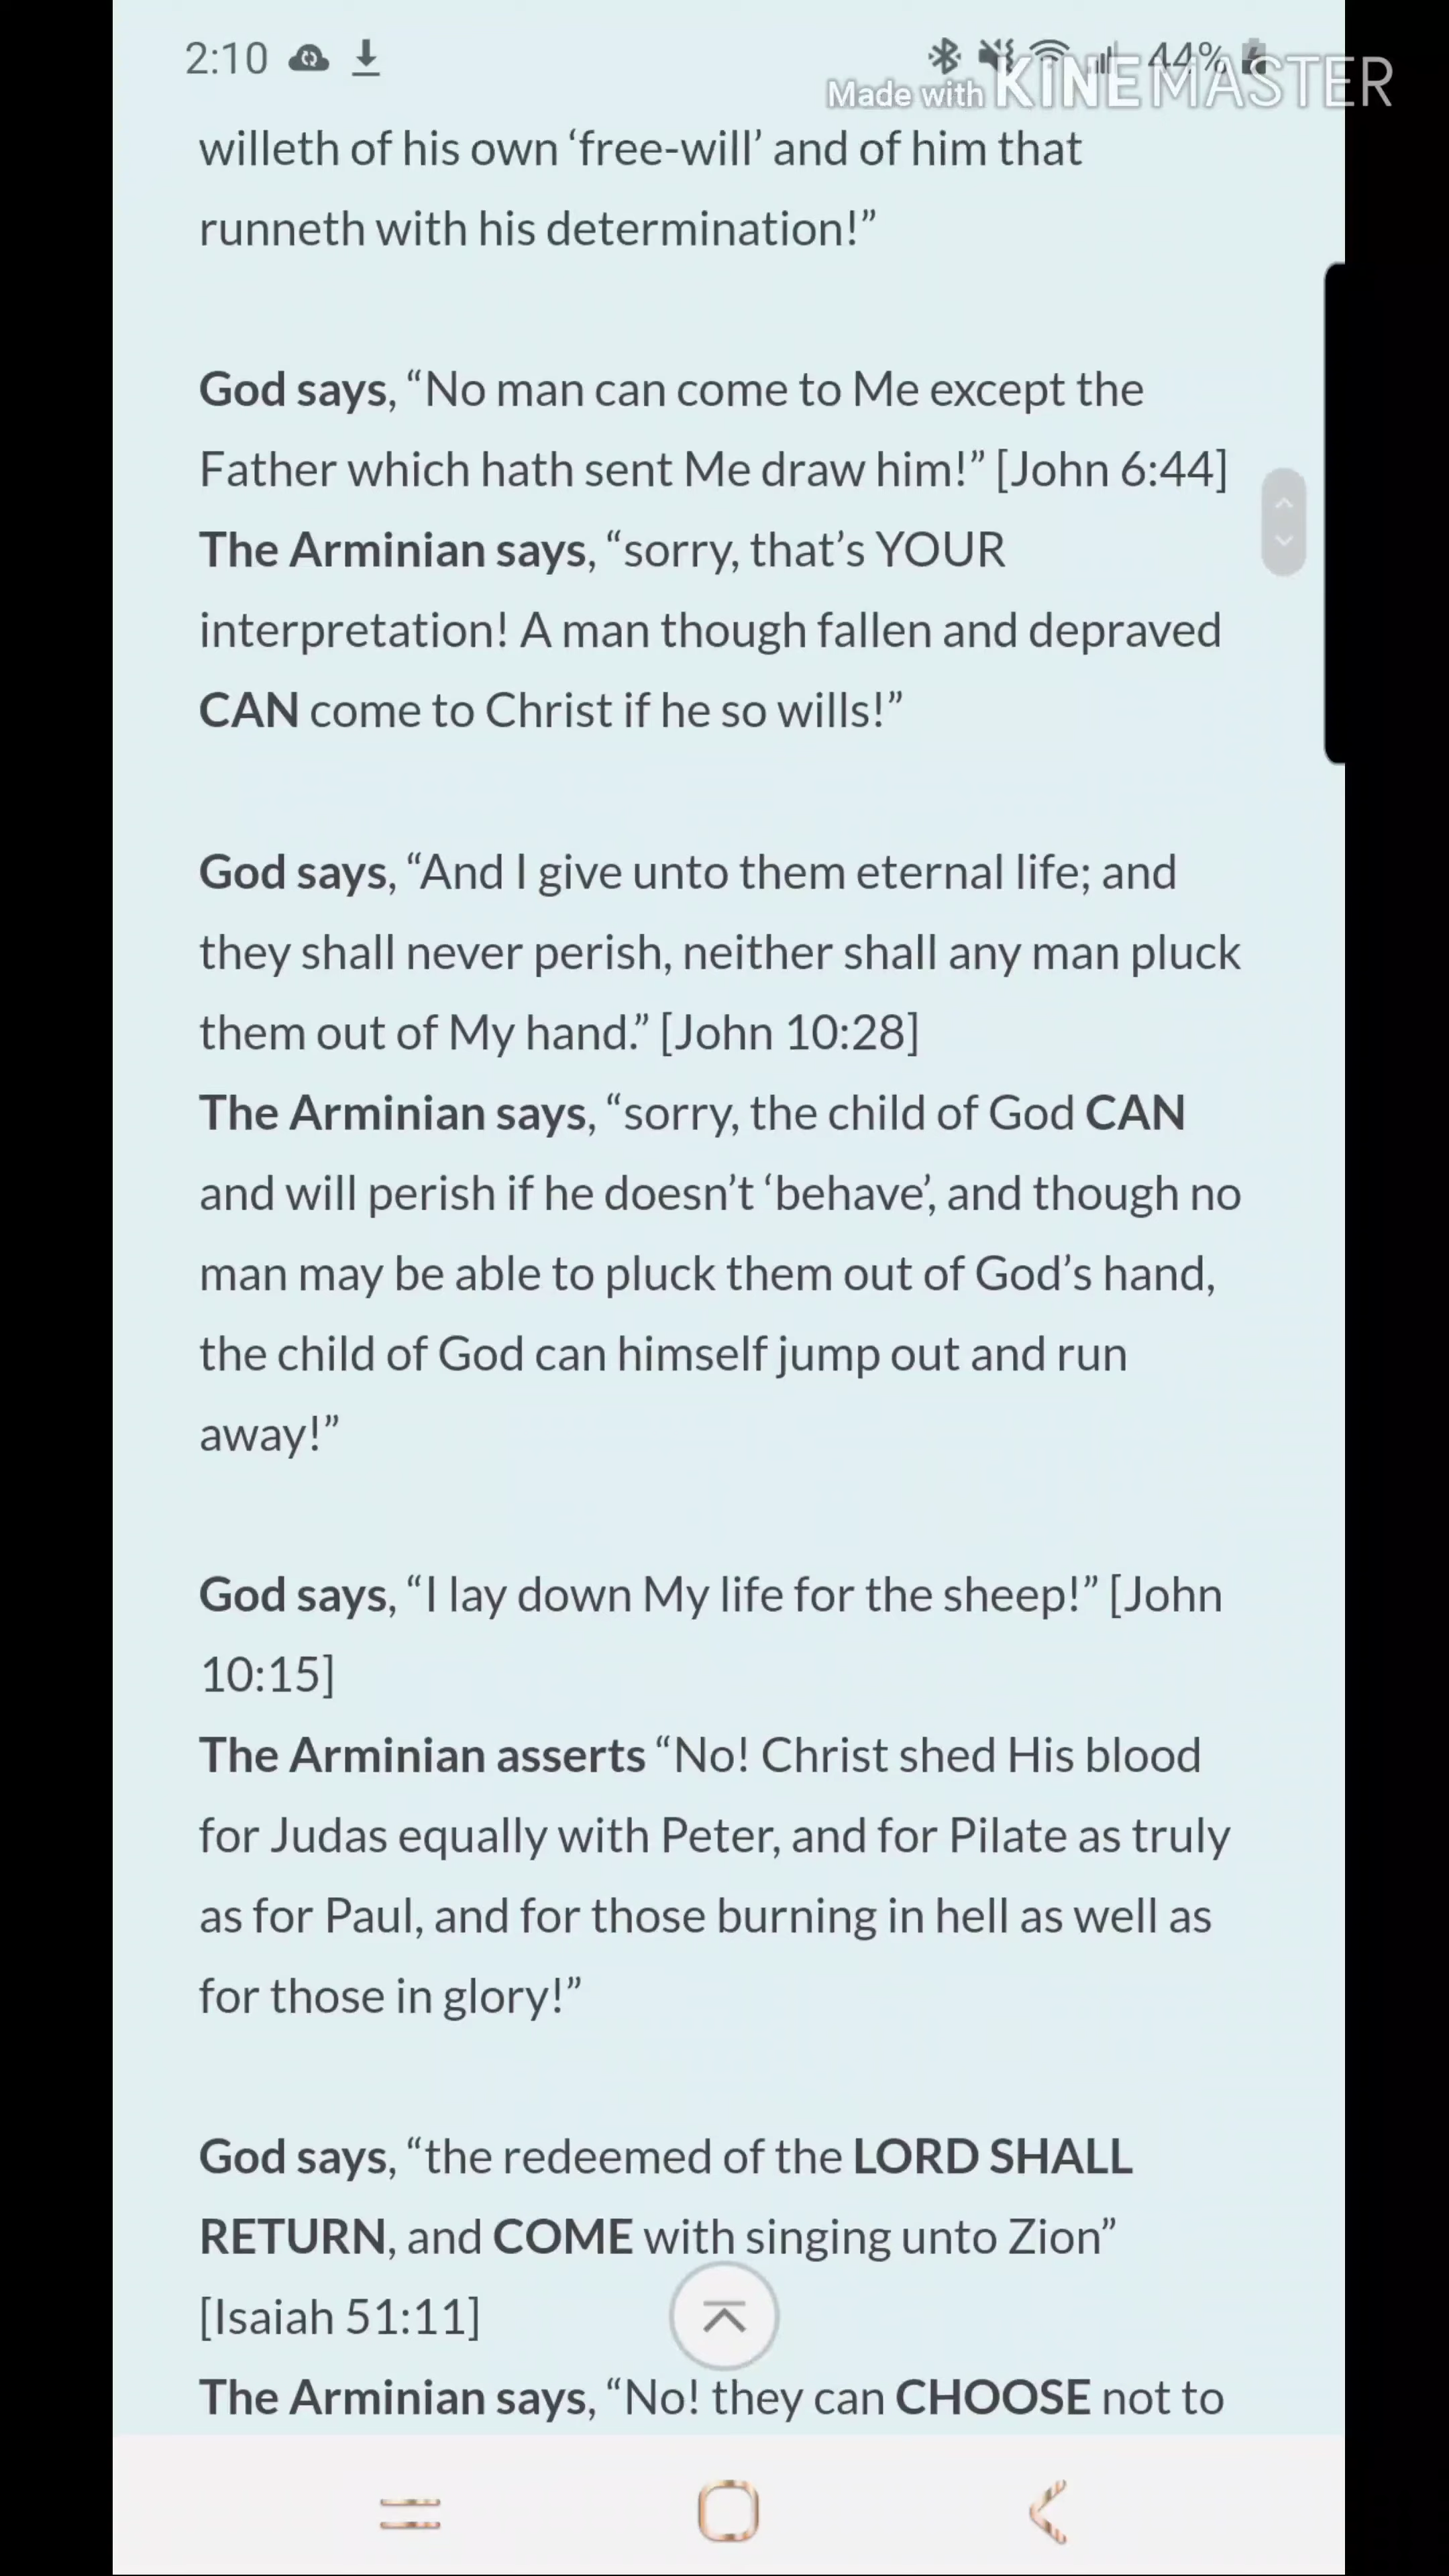 2:10
44%
Made with KINEMASTER
willeth of his own ‘free-will’ and of him that
runneth with his determination!”
God says, “No man can come to Me except the
Father which hath sent Me draw him!” [John 6:44]
The Arminian says, “sorry, that’s YOUR
interpretation! A man though fallen and depraved
CAN come to Christ if he so wills!”
God says, “And I give unto them eternal life; and
they shall never perish, neither shall any man pluck
them out of My hand.” [John 10:28]
The Arminian says, “sorry, the child of God CAN
and will perish if he doesn’t ‘behave’, and though no
man may be able to pluck them out of God’s hand,
the child of God can himself jump out and run
away!”
God says, “I lay down My life for the sheep!” [John
10:15]
The Arminian asserts “No! Christ shed His blood
for Judas equally with Peter, and for Pilate as truly
as for Paul, and for those burning in hell as well as
for those in glory!”
God says, “the redeemed of the LORD SHALL
RETURN, and COME with singing unto Zion”
[Isaiah 51:11]
The Arminian says, “No! they can CHOOSE not to